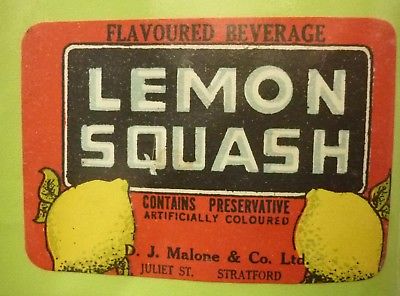 FLAVOURED BEVERAGE
LEMON
SQUASH
CONTAINS PRESERVATIVE
ARTIFICIALLY COLOURED
D. J. Malone & Co. Ltd.
JULIET ST. STRATFORD